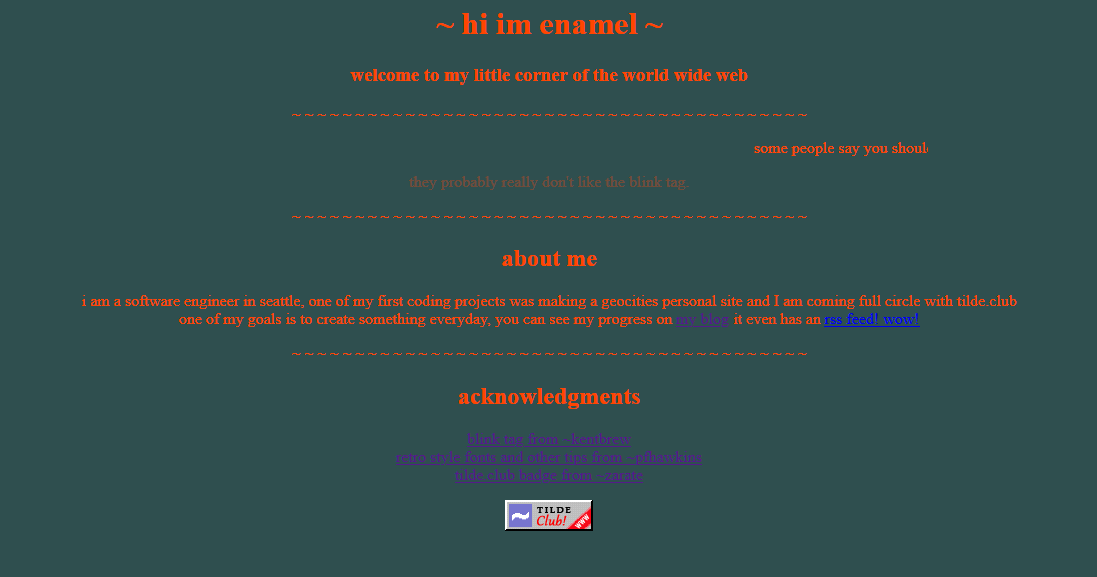 ~ hi im enamel ~
welcome to my little corner of the world wide web
~~~~~~~~~~~~~~~~~~~~~~~~~~~~~~~~~~~~~~~~~
some people say you should
they probably really don't like the blink tag.
~~~~~~~~~~~~~~~~~~~~~~~~~~~~~~~~~~~~~~~~~
about me
i am a software engineer in seattle, one of my first coding projects was making a geocities personal site and I am coming full circle with tilde.club
one of my goals is to create something everyday, you can see my progress on my blog it even has an rss feed! wow!
~~~~~~~~~~~~~~~~~~~~~~~~~~~~~~~~~~~~~~~~~
acknowledgments
blink tag from ~kentbrew
retro style fonts and other tips from ~pfhawkins
tilde.club badge from ~zarate
~ TILDE
Club! WWW